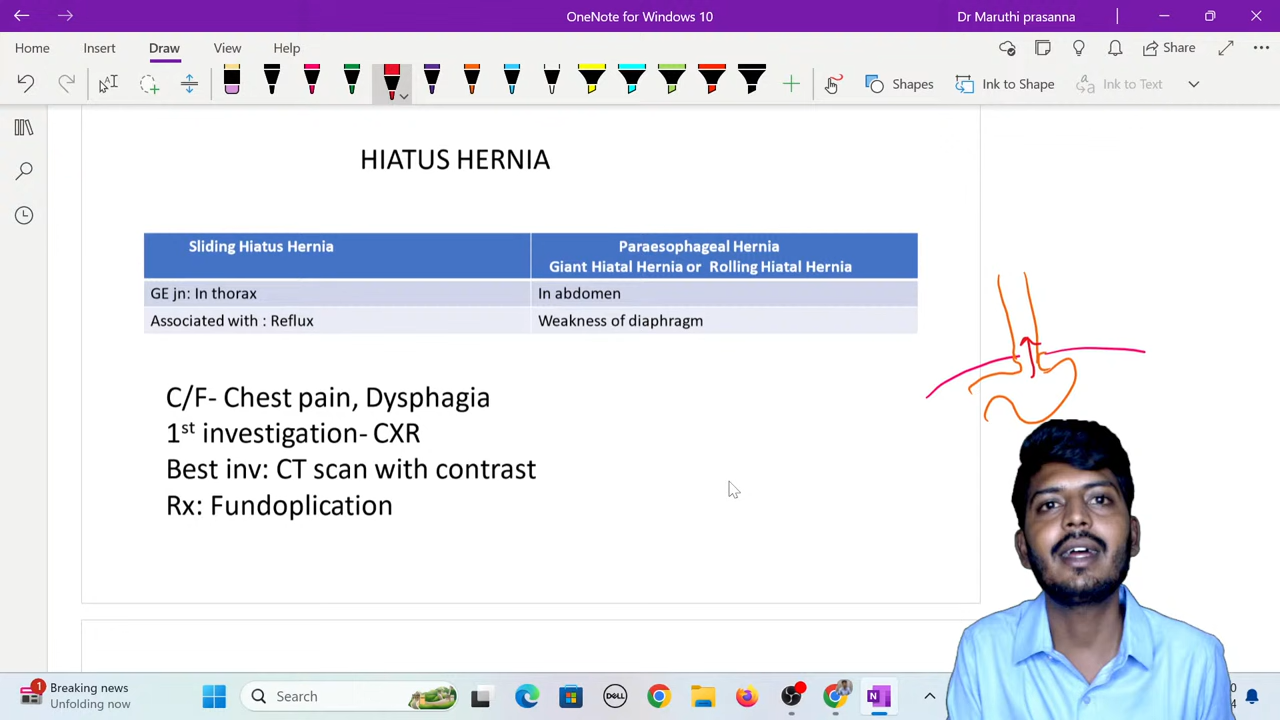 OneNote for Windows 10
Dr Maruthi prasanna
Home Insert Draw View Help
Share
Shapes Ink to Shape Ink to Text
HIATUS HERNIA
Sliding Hiatus Hernia
Paraesophageal Hernia
Giant Hiatal Hernia or Rolling Hiatal Hernia
GE jn: In thorax
In abdomen
Associated with : Reflux
Weakness of diaphragm
C/F- Chest pain, Dysphagia
1st investigation- CXR
Best inv: CT scan with contrast
Rx: Fundoplication
1
Breaking news
Unfolding now
Search
DELL